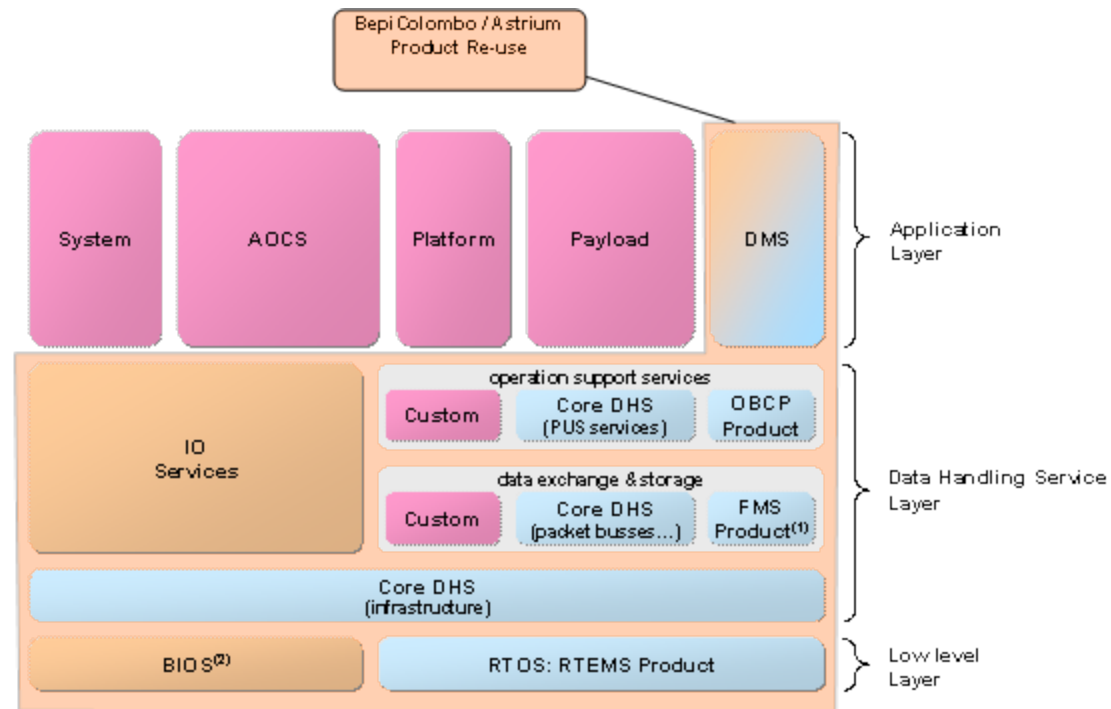 Bepi Colombo / Astrium
Product Re-use
System
AOCS
Platform
Payload
DMS
Application
Layer
operation support services
Custom
Core DHS
(PUS services)
OBCP
Product
IO
Services
data exchange & storage
Custom
Core DHS
(packet busses...)
FMS
Product(1)
Data Handling Service
Layer
Core DHS
(infrastructure)
BIOS(2)
RTOS: RTEMS Product
Low level
Layer